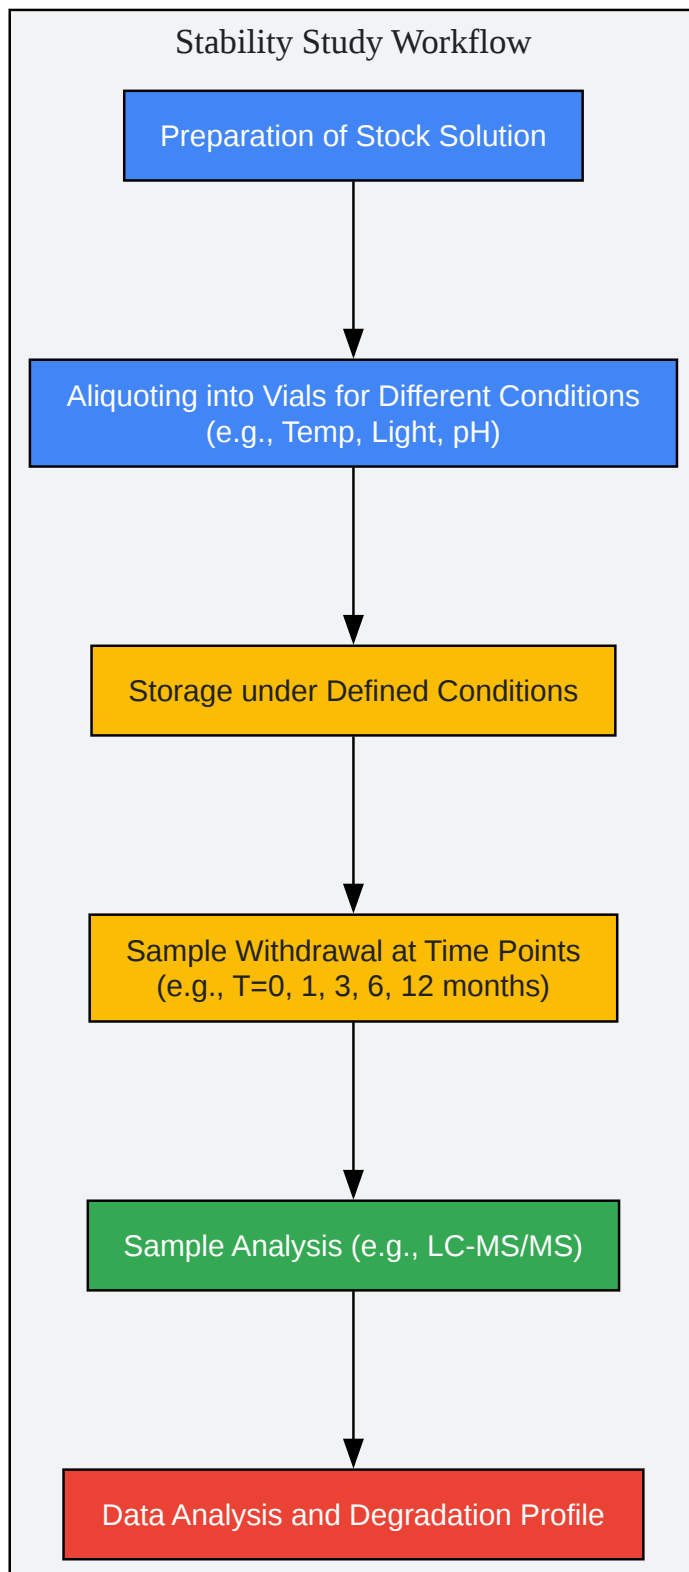 Stability Study Workflow
Preparation of Stock Solution
Aliquoting into Vials for Different Conditions
(e.g., Temp, Light, pH)
Storage under Defined Conditions
Sample Withdrawal at Time Points
(e.g., T=0, 1, 3, 6, 12 months)
Sample Analysis (e.g., LC-MS/MS)
Data Analysis and Degradation Profile